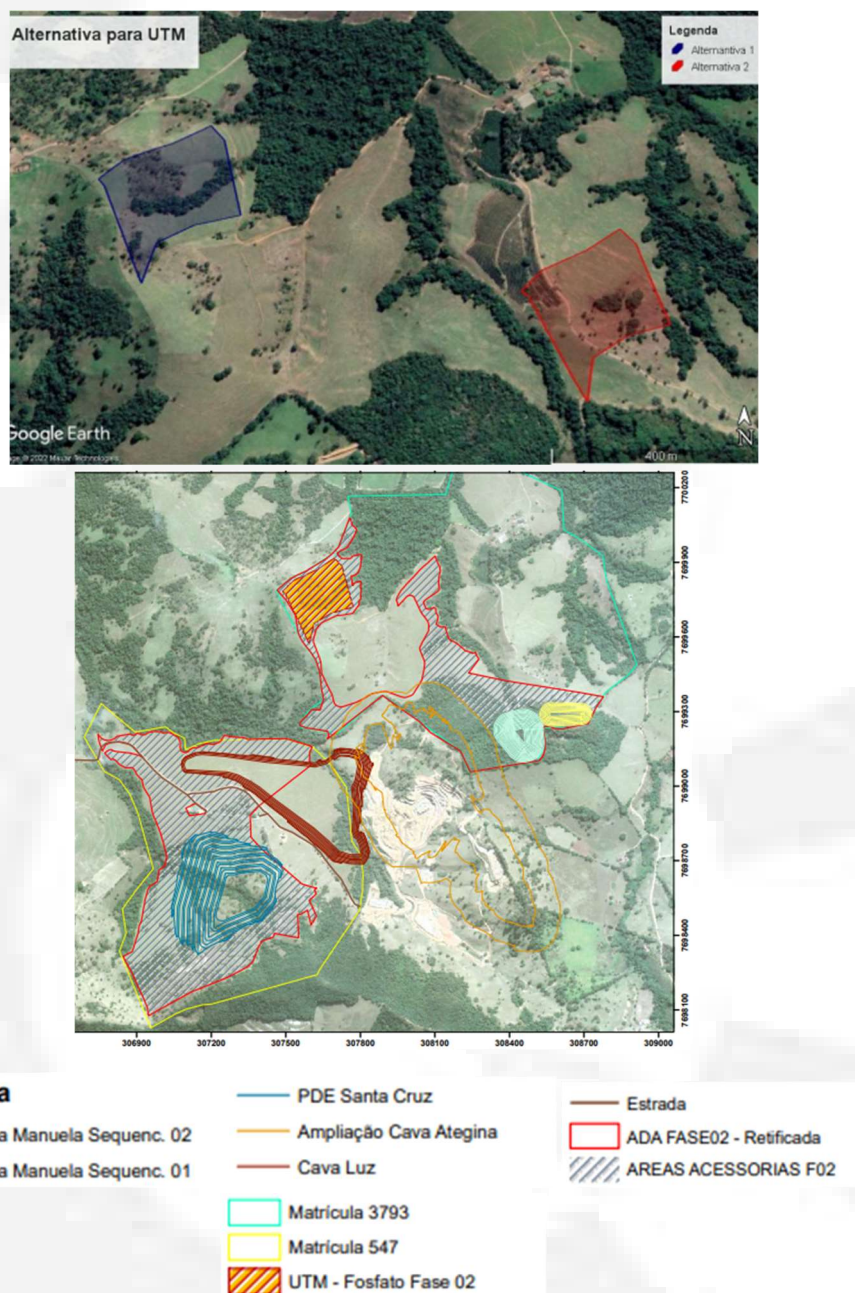 Alternativa para UTM
Legenda
Alternantiva 1
Alternativa 2
Google Earth
400 m
N
7700200
7699900
7699600
7699300
7699000
7698700
7698400
7698100
306900 307200 307500 307800 308100 308400 308700 309000
a
a Manuela Sequenc. 02
a Manuela Sequenc. 01
PDE Santa Cruz
Ampliação Cava Ategina
Cava Luz
Estrada
ADA FASE02 - Retificada
AREAS ACESSORIAS F02
Matrícula 3793
Matrícula 547
UTM - Fosfato Fase 02